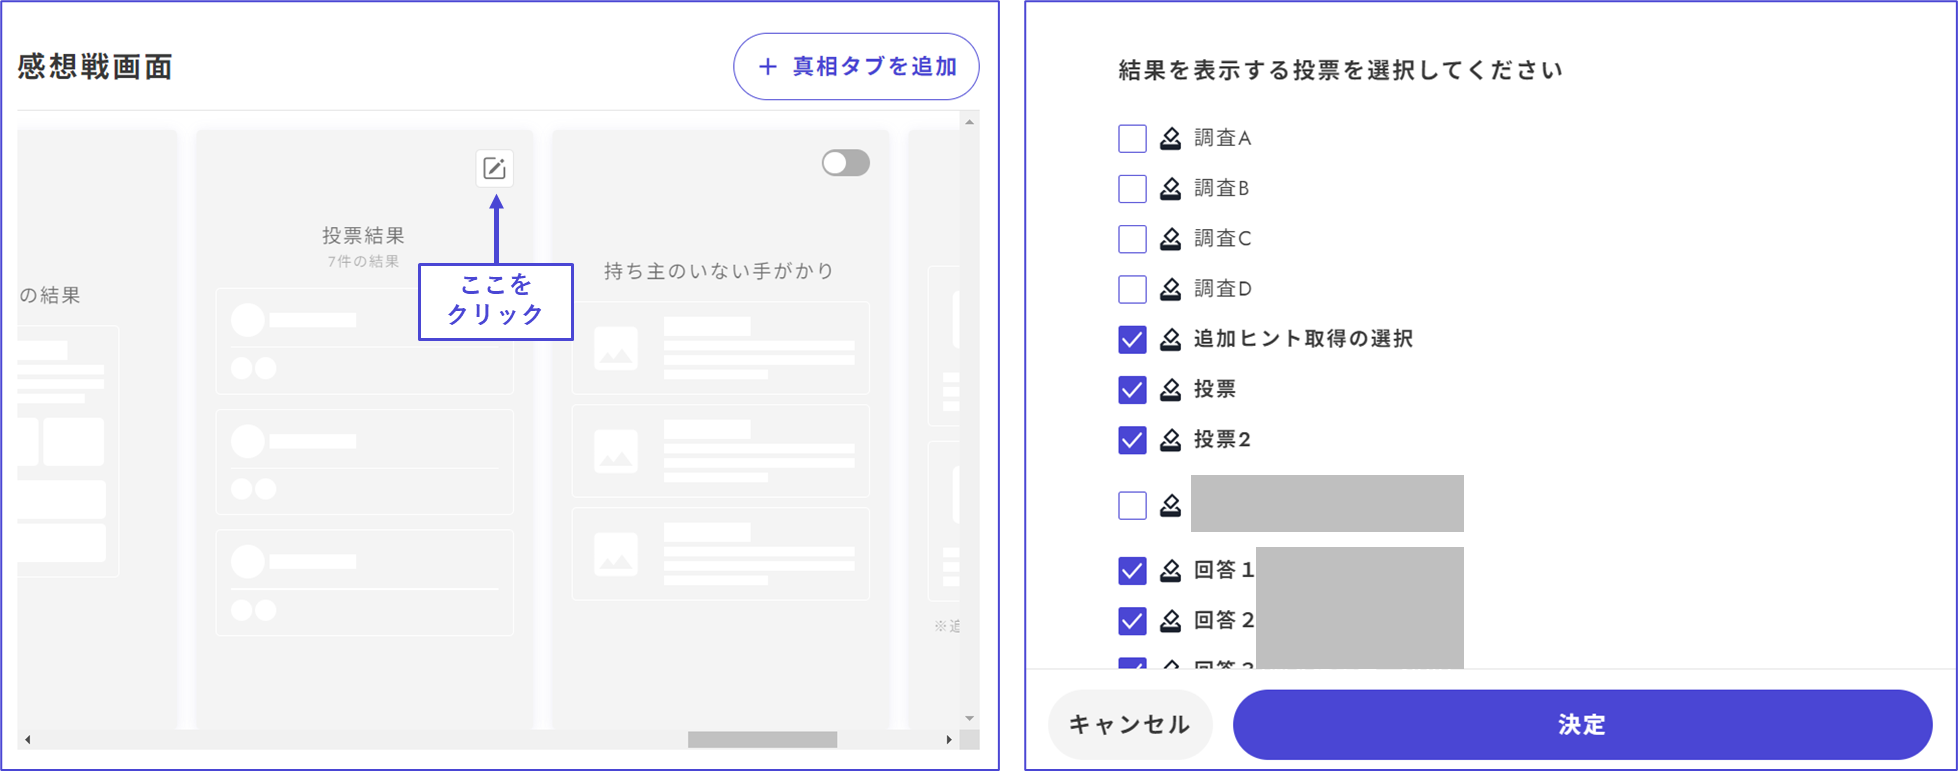 感想戦画面
＋ 真相タブを追加
投票結果
7件の結果
ここを
クリック
の結果
持ち主のいない手がかり
※追
結果を表示する投票を選択してください
調査A
調査B
調査C
調査D
追加ヒント取得の選択
投票
投票2
回答１
回答２
キャンセル
決定